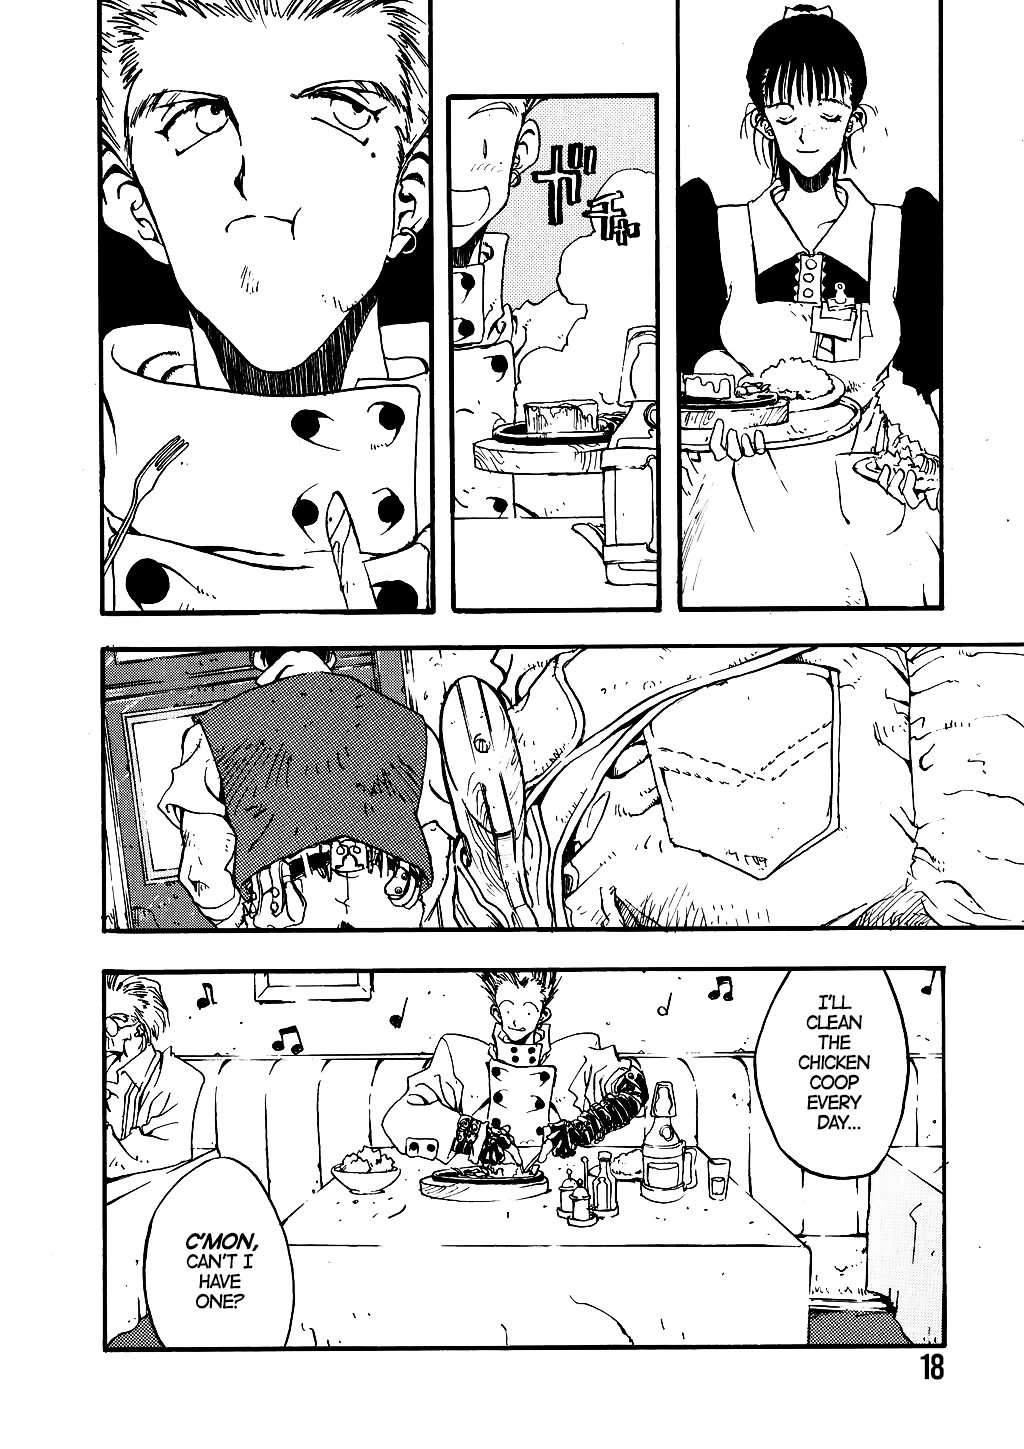 ガ
チャ
I'LL
CLEAN
THE
CHICKEN
COOP
EVERY
DAY...
C'MON,
CAN'T I
HAVE
ONE?
18